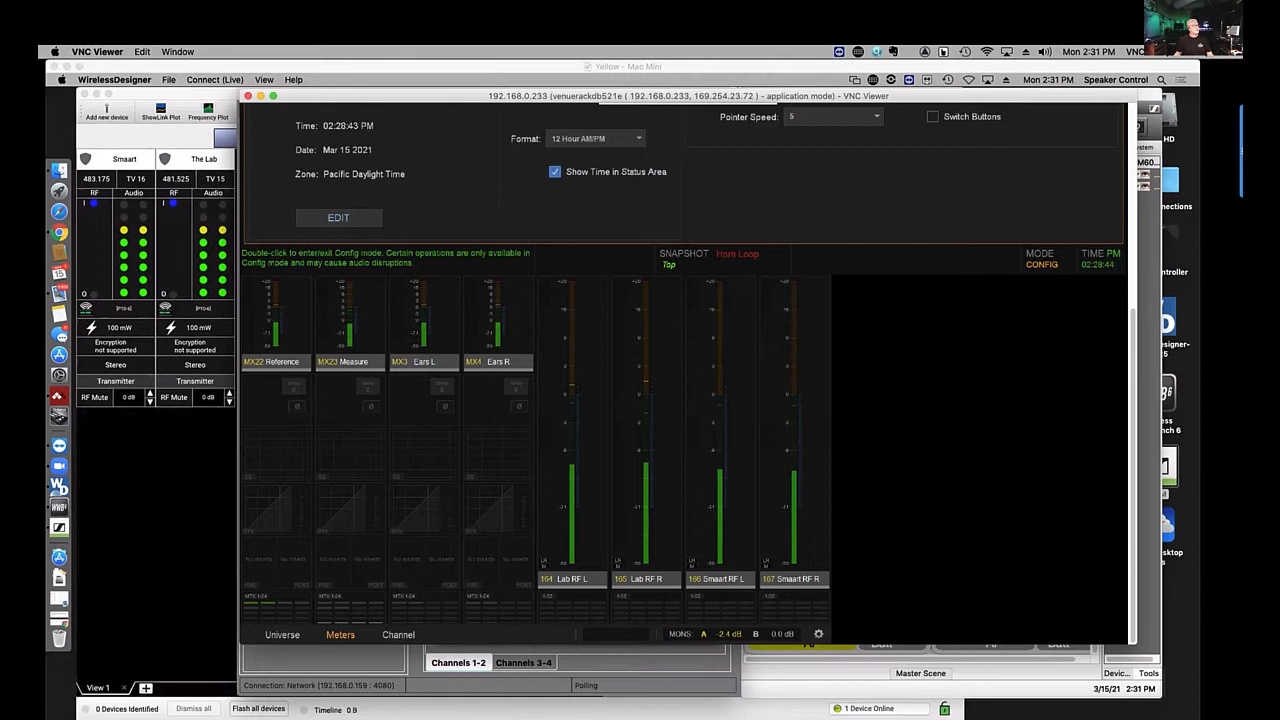 VNC Viewer Edit Window
Mon 2:31 PM VNC
Yellow - Mac Mini
WirelessDesigner File Connect (Live) View Help
Mon 2:31 PM Speaker Control
192.168.0.233 (venuerackdb521e ( 192.168.0.233, 169.254.23.72 ) - application mode) - VNC Viewer
Add new device ShowLink Plot Frequency Plot
HD
Time: 02:28:43 PM
Date: Mar 15 2021
Zone: Pacific Daylight Time
EDIT
Format: 12 Hour AM/PM
Show Time in Status Area
Pointer Speed: 5
Switch Buttons
Smaart The Lab
483.175 TV 16 481.525 TV 15
RF Audio RF Audio
100 mW 100 mW
Encryption not supported Encryption not supported
Stereo Stereo
Transmitter Transmitter
RF Mute 0 dB RF Mute 0 dB
Double-click to enter/exit Config mode. Certain operations are only available in
Config mode and may cause audio disruptions.
SNAPSHOT
Top
Horn Loop
MODE
CONFIG
TIME PM
02:28:44
MX22 Reference MX23 Measure MX3 Ears L MX4 Ears R
164 Lab RF L 165 Lab RF R 166 Smaart RF L 167 Smaart RF R
Universe Meters Channel
MONS: A -2.4 dB B 0.0 dB
Channels 1-2 Channels 3-4
Master Scene
Devic... Tools
Connection: Network (192.168.0.159 : 4080)
Polling
3/15/21 2:31 PM
View 1
0 Devices Identified Dismiss all Flash all devices Timeline 0 B
1 Device Online